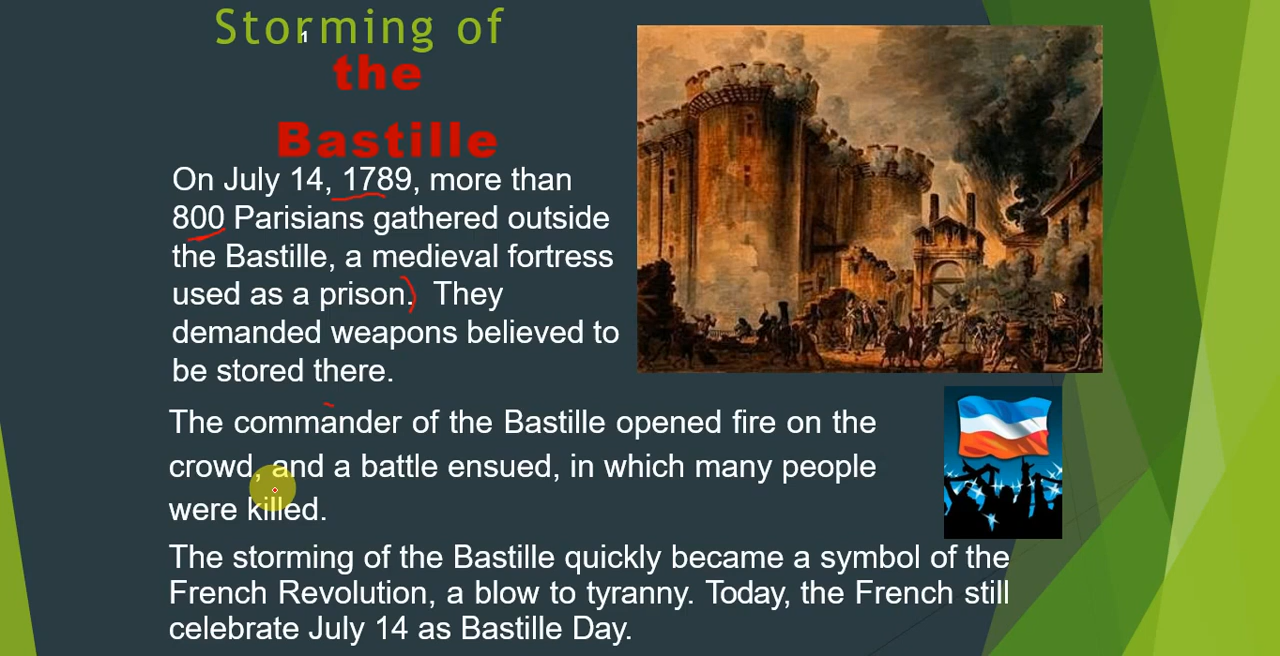 Storming of
1
the
Bastille
On July 14, 1789, more than
800 Parisians gathered outside
the Bastille, a medieval fortress
used as a prison. They
demanded weapons believed to
be stored there.
The commander of the Bastille opened fire on the
crowd, and a battle ensued, in which many people
were killed.
The storming of the Bastille quickly became a symbol of the
French Revolution, a blow to tyranny. Today, the French still
celebrate July 14 as Bastille Day.